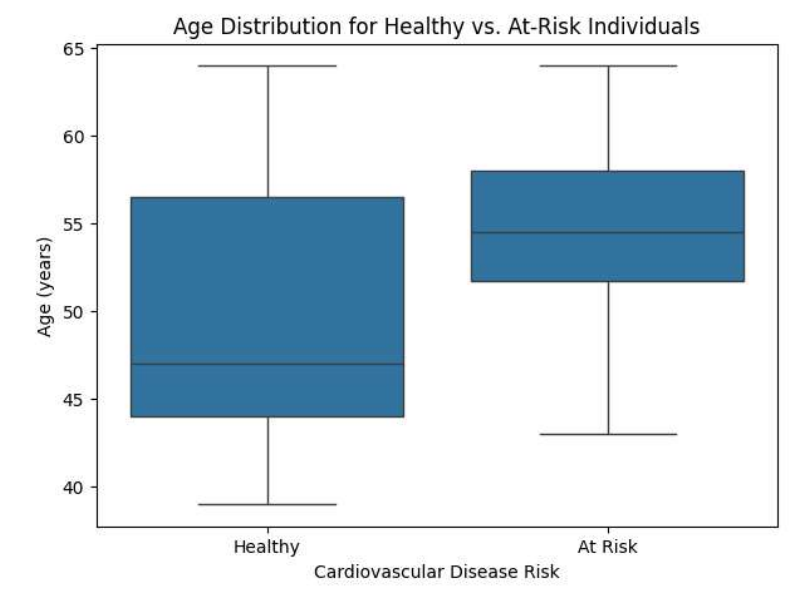 Age Distribution for Healthy vs. At-Risk Individuals
65
60
55
50
45
40
Age (years)
Healthy At Risk
Cardiovascular Disease Risk